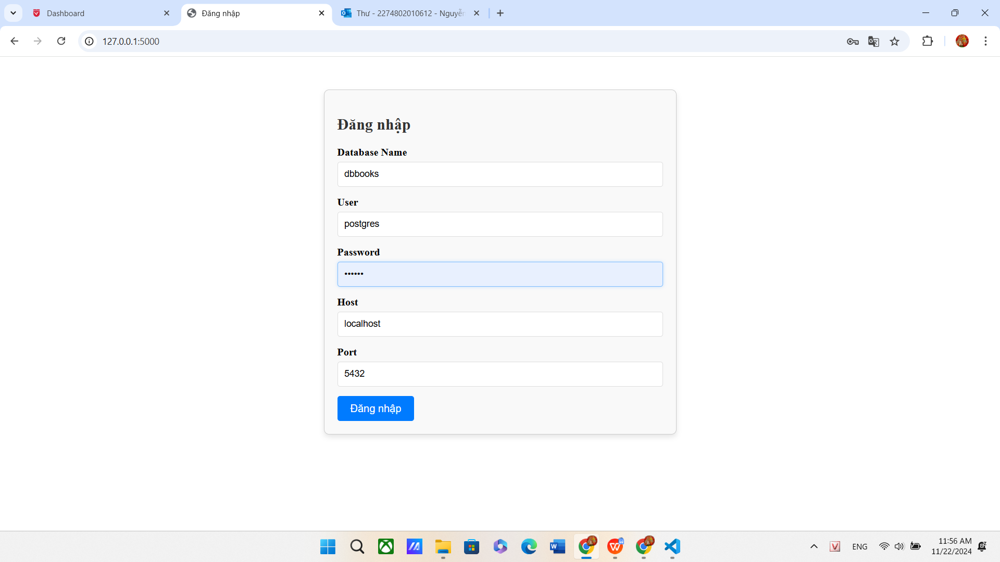 Dashboard
Đăng nhập
Thư - 2274802010612 - Nguyễn
127.0.0.1:5000
Đăng nhập
Database Name
dbbooks
User
postgres
Password
••••••
Host
localhost
Port
5432
Đăng nhập
ENG
11:56 AM
11/22/2024